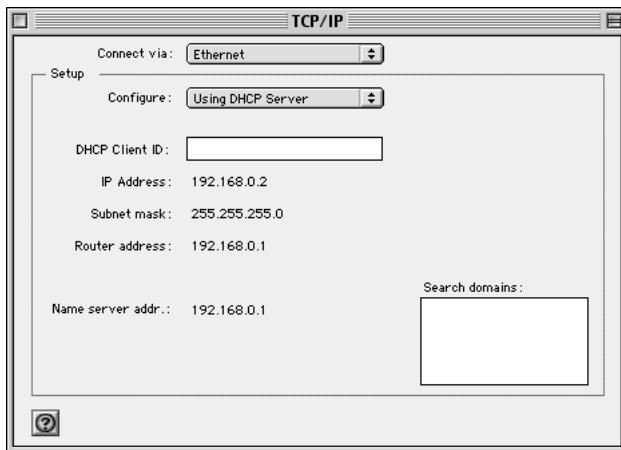 TCP/IP
Connect via: Ethernet
Setup
Configure: Using DHCP Server
DHCP Client ID:
IP Address: 192.168.0.2
Subnet mask: 255.255.255.0
Router address: 192.168.0.1
Search domains:
Name server addr.: 192.168.0.1
?